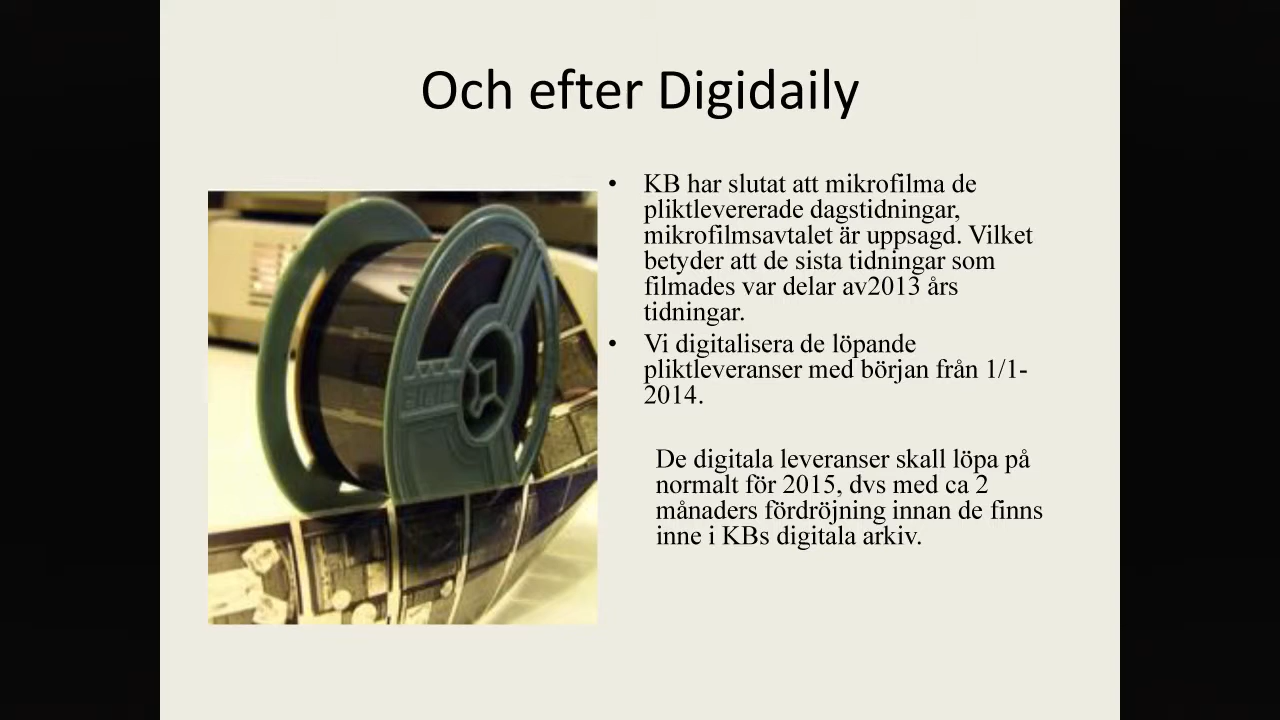 Och efter Digidaily
• KB har slutat att mikrofilma de
pliktlevererade dagstidningar,
mikrofilmsavtalet är uppsagd. Vilket
betyder att de sista tidningar som
filmades var delar av2013 års
tidningar.
• Vi digitalisera de löpande
pliktleveranser med början från 1/1-
2014.
De digitala leveranser skall löpa på
normalt för 2015, dvs med ca 2
månaders fördröjning innan de finns
inne i KBs digitala arkiv.